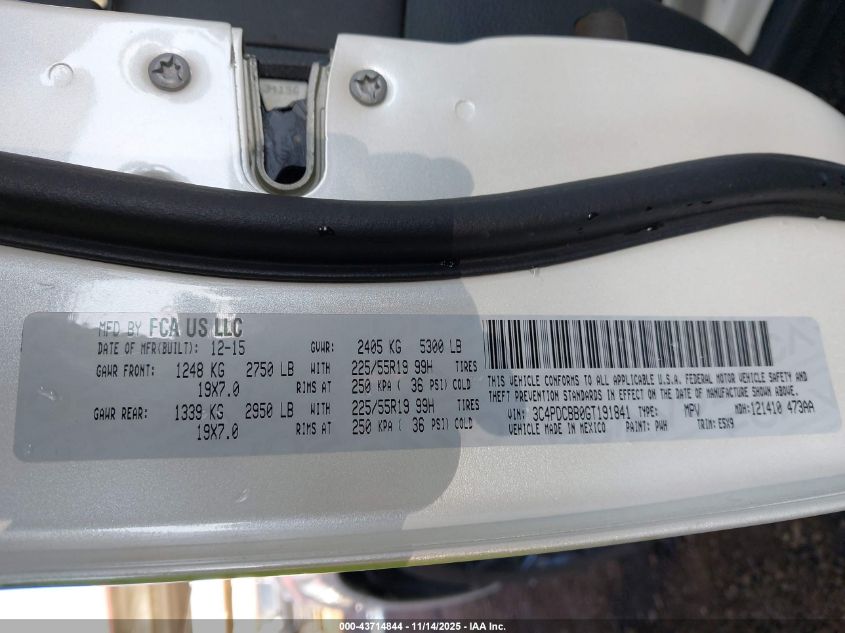 MFD BY FCA US LLC
DATE OF MFR(BUILT): 12-15 GVWR: 2405 KG 5300 LB
GAWR FRONT: 1248 KG 2750 LB WITH 225/55R19 99H TIRES
19X7.0 RIMS AT 250 KPA ( 36 PSI) COLD
GAWR REAR: 1339 KG 2950 LB WITH 225/55R19 99H TIRES
19X7.0 RIMS AT 250 KPA ( 36 PSI) COLD
THIS VEHICLE CONFORMS TO ALL APPLICABLE U.S.A. FEDERAL MOTOR VEHICLE SAFETY AND
THEFT PREVENTION STANDARDS IN EFFECT ON THE DATE OF MANUFACTURE SHOWN ABOVE.
VIN: 3C4PDCBB0GT191841 TYPE: MPV MDH: 121410 473AA
VEHICLE MADE IN MEXICO PAINT: PWH TRIM: ESX9
000-43714844 — 11/14/2025 — IAA Inc.